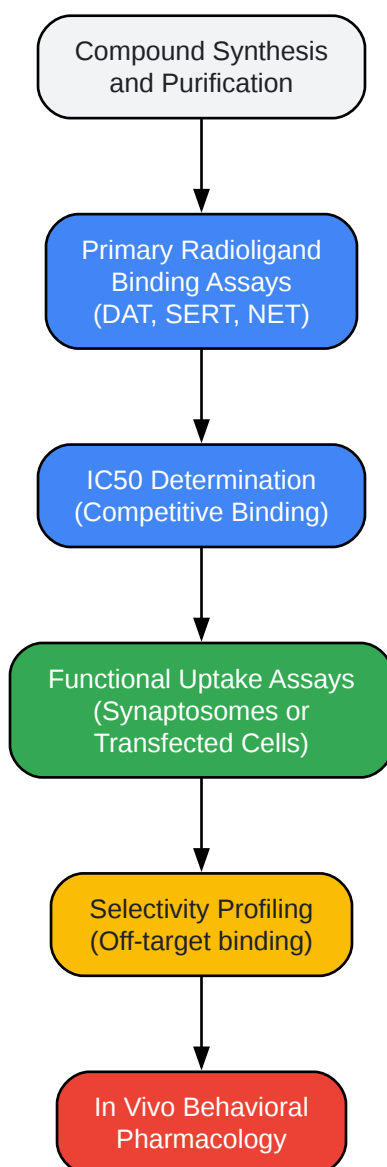 Compound Synthesis
and Purification
Primary Radioligand
Binding Assays
(DAT, SERT, NET)
IC50 Determination
(Competitive Binding)
Functional Uptake Assays
(Synaptosomes or
Transfected Cells)
Selectivity Profiling
(Off-target binding)
In Vivo Behavioral
Pharmacology